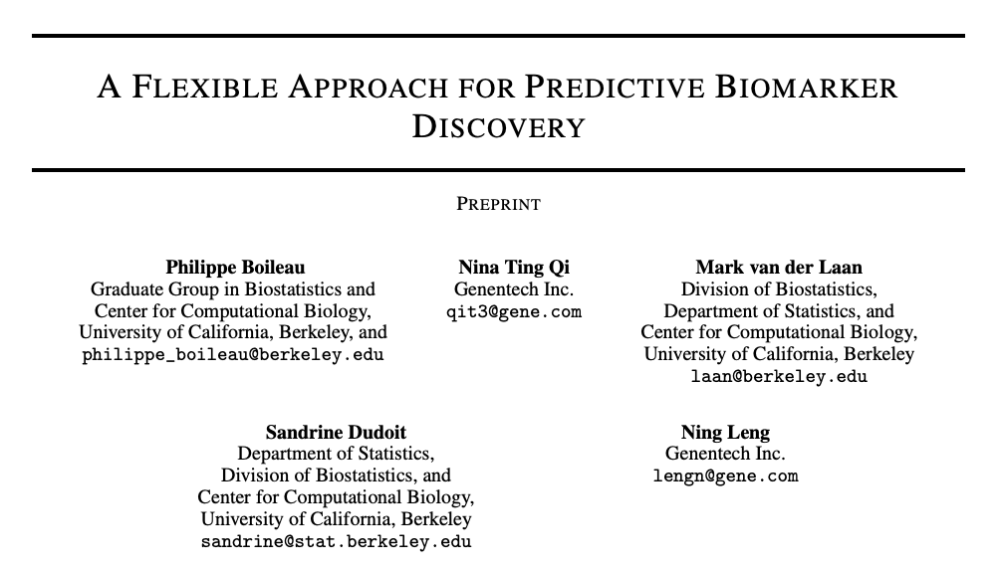 A FLEXIBLE APPROACH FOR PREDICTIVE BIOMARKER
DISCOVERY
PREPRINT
Philippe Boileau
Graduate Group in Biostatistics and
Center for Computational Biology,
University of California, Berkeley, and
philippe_boileau@berkeley.edu
Nina Ting Qi
Genentech Inc.
qit3@gene.com
Mark van der Laan
Division of Biostatistics,
Department of Statistics, and
Center for Computational Biology,
University of California, Berkeley
laan@berkeley.edu
Sandrine Dudoit
Department of Statistics,
Division of Biostatistics, and
Center for Computational Biology,
University of California, Berkeley
sandrine@stat.berkeley.edu
Ning Leng
Genentech Inc.
lengn@gene.com